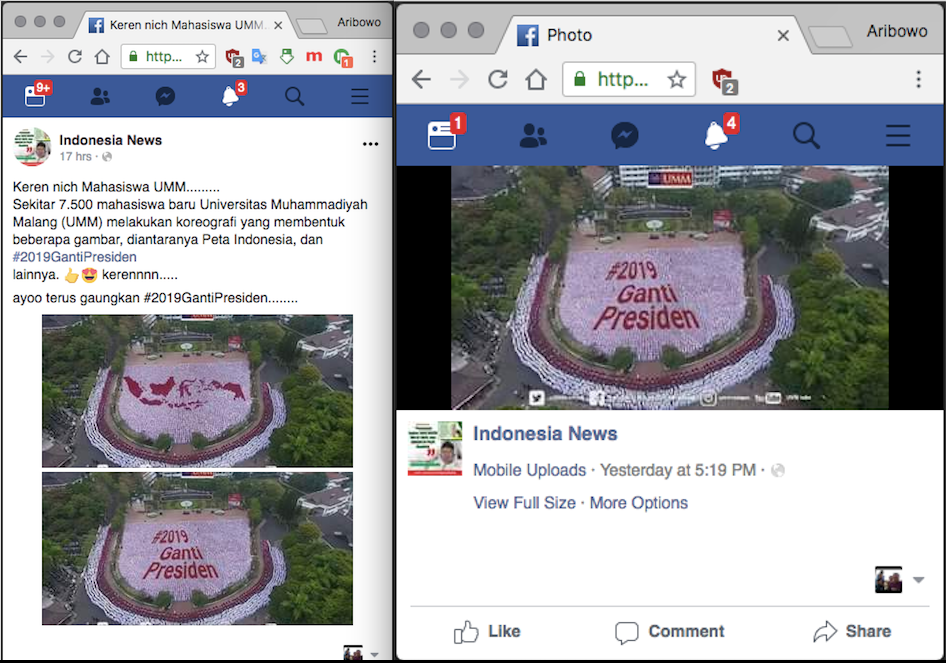 Keren nich Mahasiswa UMM.
Aribowo
http...
2
m
1
9+
3
Indonesia News
17 hrs ·
Keren nich Mahasiswa UMM.........
Sekitar 7.500 mahasiswa baru Universitas Muhammadiyah
Malang (UMM) melakukan koreografi yang membentuk
beberapa gambar, diantaranya Peta Indonesia, dan
#2019GantiPresiden
lainnya. 👍😍 kerennnn.....
ayoo terus gaungkan #2019GantiPresiden........
#2019
Ganti
Presiden
Photo
Aribowo
http...
2
1
4
UMM
#2019
Ganti
Presiden
Indonesia News
Mobile Uploads · Yesterday at 5:19 PM ·
View Full Size · More Options
Like
Comment
Share